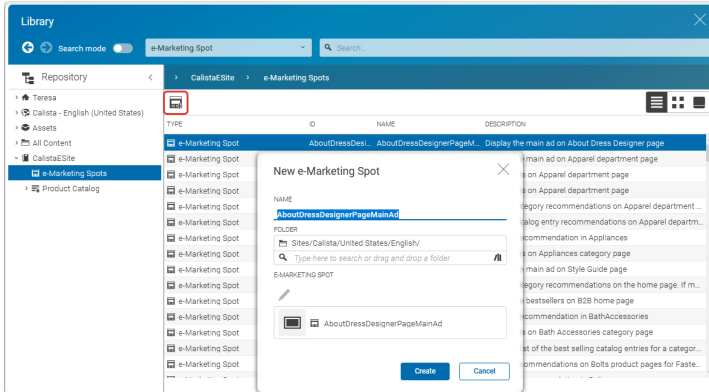 Library
Search mode
e-Marketing Spot
Search..
Repository
CalistaESite
e-Marketing Spots
Teresa
Calista - English (United States)
Assets
All Content
CalistaESite
e-Marketing Spots
Product Catalog
TYPE
ID
NAME
DESCRIPTION
e-Marketing Spot AboutDressDesi... AboutDressDesignerPageM... Display the main ad on About Dress Designer page
e-Marketing Spot main ad on Apparel department page
e-Marketing Spot on Apparel department page
e-Marketing Spot on Apparel department page
e-Marketing Spot recommendations on Apparel department ...
e-Marketing Spot entry recommendations on Apparel departm...
e-Marketing Spot recommendation in Appliances
e-Marketing Spot on Appliances category page
e-Marketing Spot main ad on Style Guide page
e-Marketing Spot recommendations on the home page. If m...
e-Marketing Spot bestsellers on B2B home page
e-Marketing Spot recommendation in BathAccessories
e-Marketing Spot on Bath Accessories category page
e-Marketing Spot of the best selling catalog entries for a categor...
e-Marketing Spot on Bolts product pages for Faste...
New e-Marketing Spot
NAME
AboutDressDesignerPageMainAd
FOLDER
Sites/Calista/United States/English/
Type here to search or drag and drop a folder
E-MARKETING SPOT
AboutDressDesignerPageMainAd
Create
Cancel